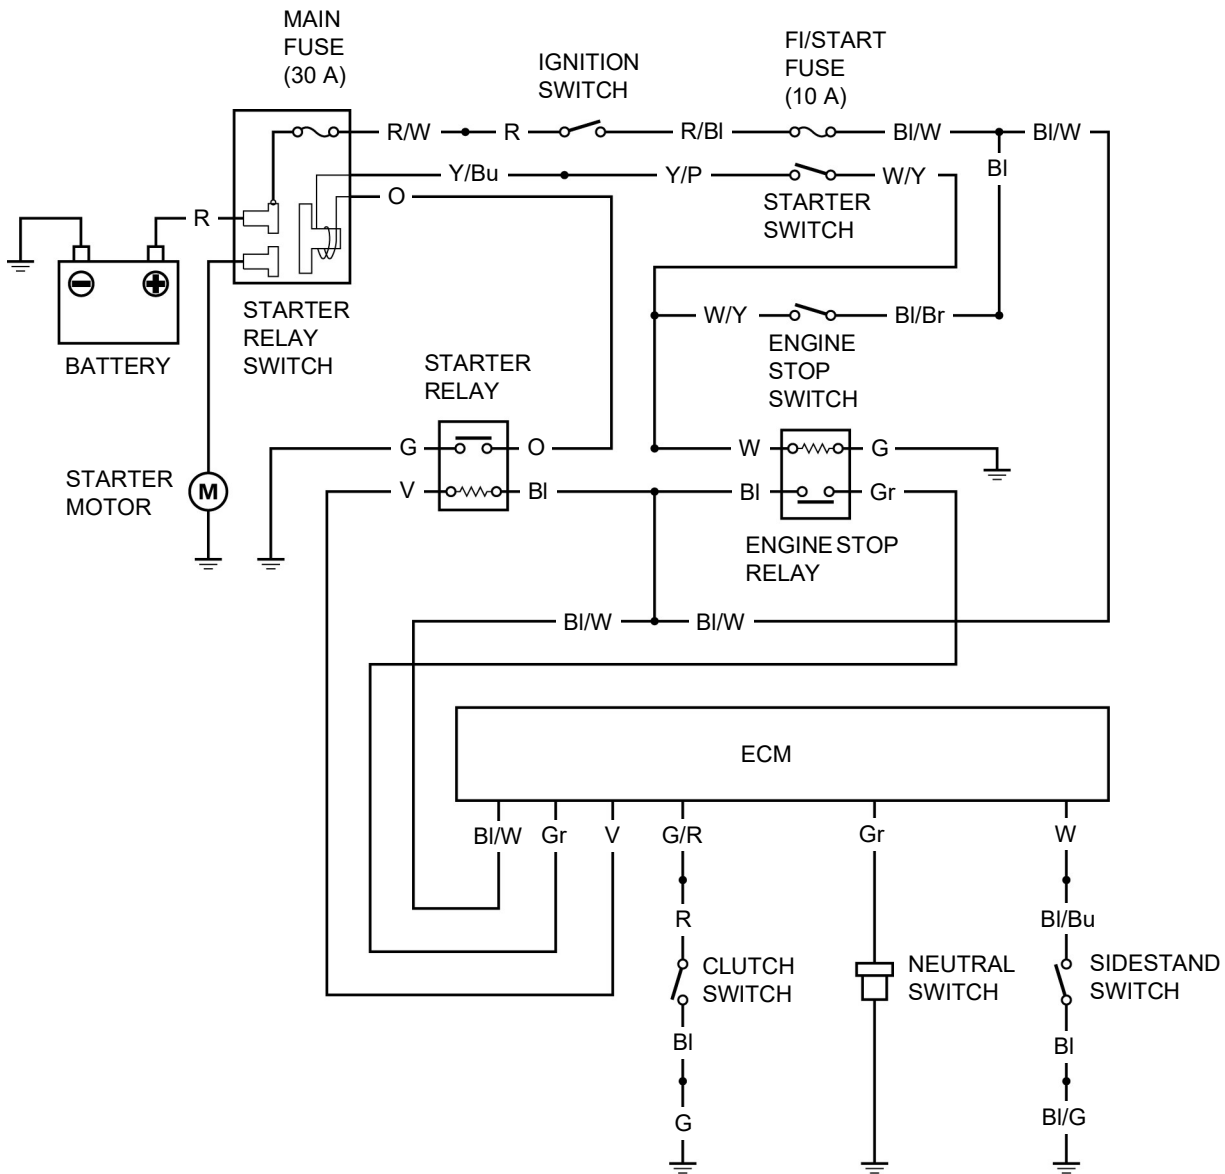 MAIN
FUSE
(30 A)
IGNITION
SWITCH
FI/START
FUSE
(10 A)
R/W
R
R/Bl
Bl/W
Bl/W
Bl
Y/Bu
Y/P
W/Y
O
STARTER
SWITCH
R
BATTERY
STARTER
RELAY
SWITCH
W/Y
Bl/Br
ENGINE
STOP
SWITCH
STARTER
RELAY
G
O
V
Bl
W
G
Bl
Gr
ENGINE STOP
RELAY
STARTER
MOTOR
M
Bl/W
Bl/W
ECM
Bl/W
Gr
V
G/R
Gr
W
R
Bl/Bu
CLUTCH
SWITCH
NEUTRAL
SWITCH
SIDESTAND
SWITCH
Bl
Bl
G
Bl/G